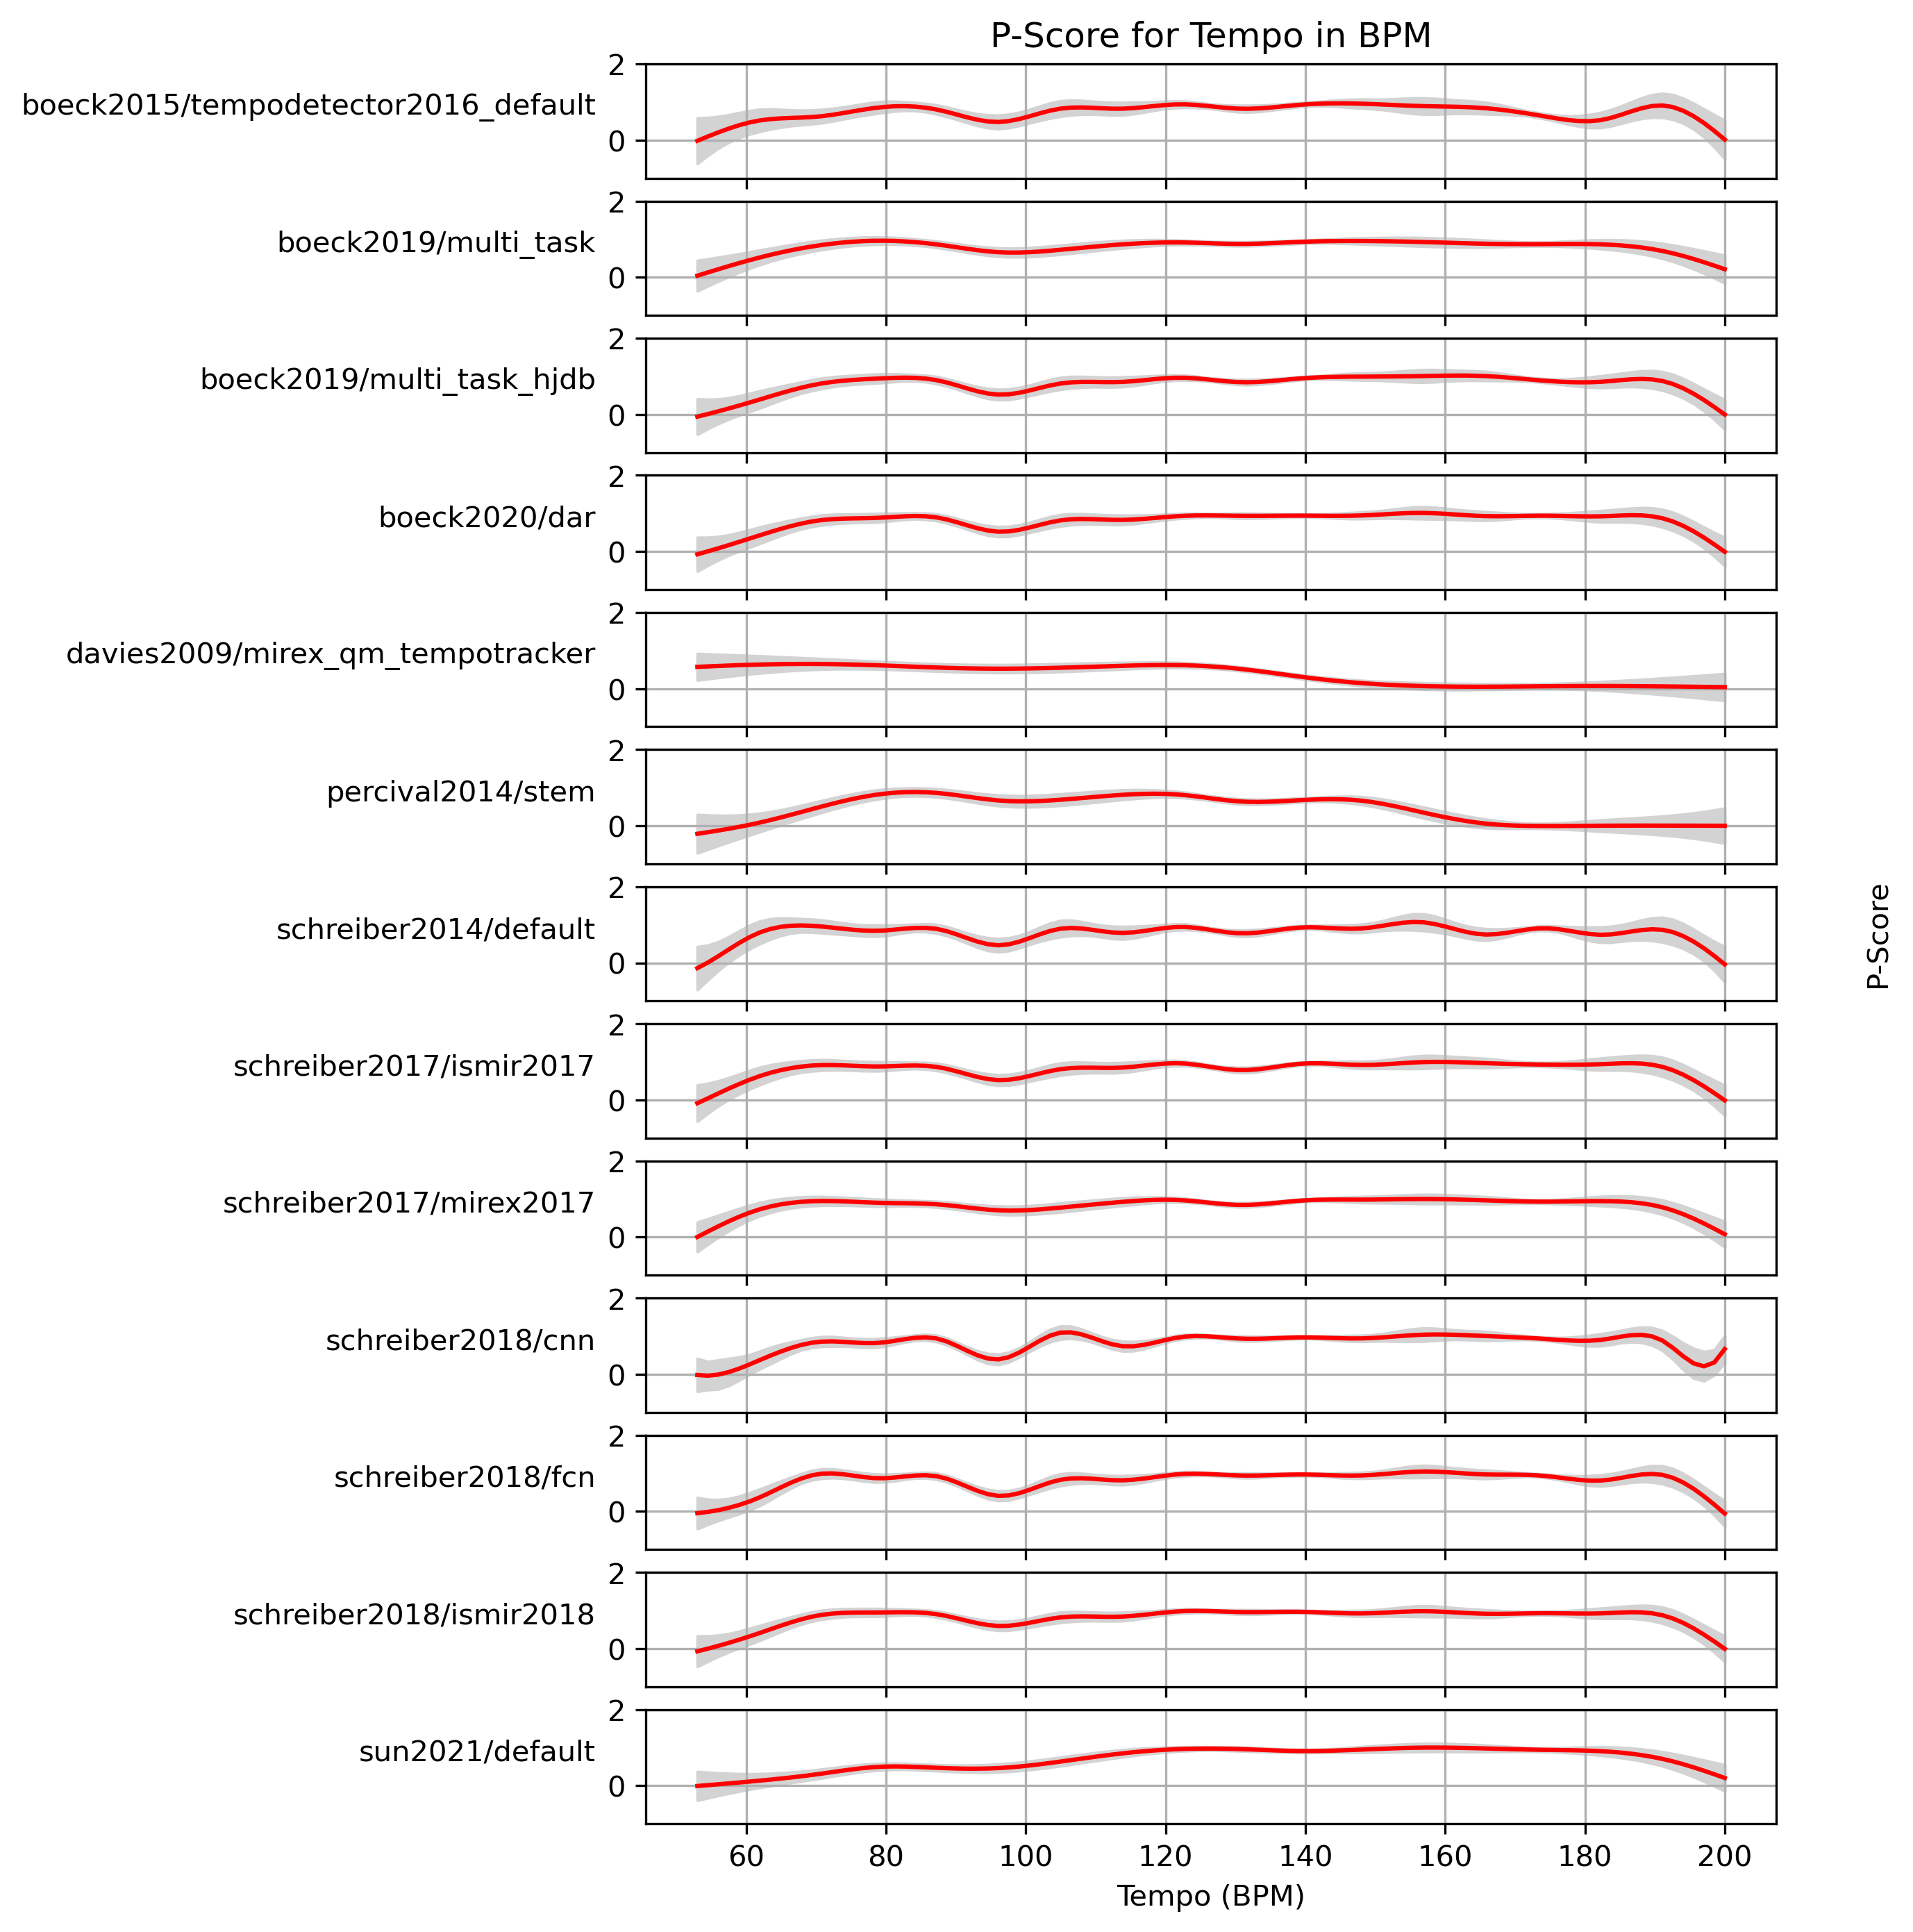 P-Score for Tempo in BPM
boeck2015/tempodetector2016_default
2
0
boeck2019/multi_task
2
0
boeck2019/multi_task_hjdb
2
0
boeck2020/dar
2
0
davies2009/mirex_qm_tempotracker
2
0
percival2014/stem
2
0
schreiber2014/default
2
0
P-Score
schreiber2017/ismir2017
2
0
schreiber2017/mirex2017
2
0
schreiber2018/cnn
2
0
schreiber2018/fcn
2
0
schreiber2018/ismir2018
2
0
sun2021/default
2
0
60 80 100 120 140 160 180 200
Tempo (BPM)